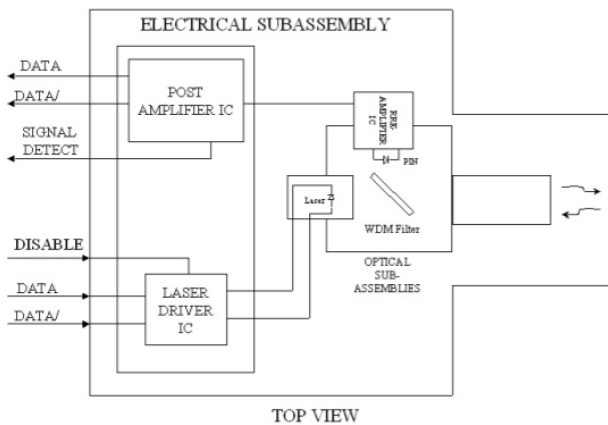 ELECTRICAL SUBASSEMBLY
DATA
DATA/
SIGNAL
DETECT
POST
AMPLIFIER IC
PRE-
AMPLIFIER
IC
PIN
Laser
WDM Filter
OPTICAL
SUB-
ASSEMBLIES
DISABLE
DATA
DATA/
LASER
DRIVER
IC
TOP VIEW